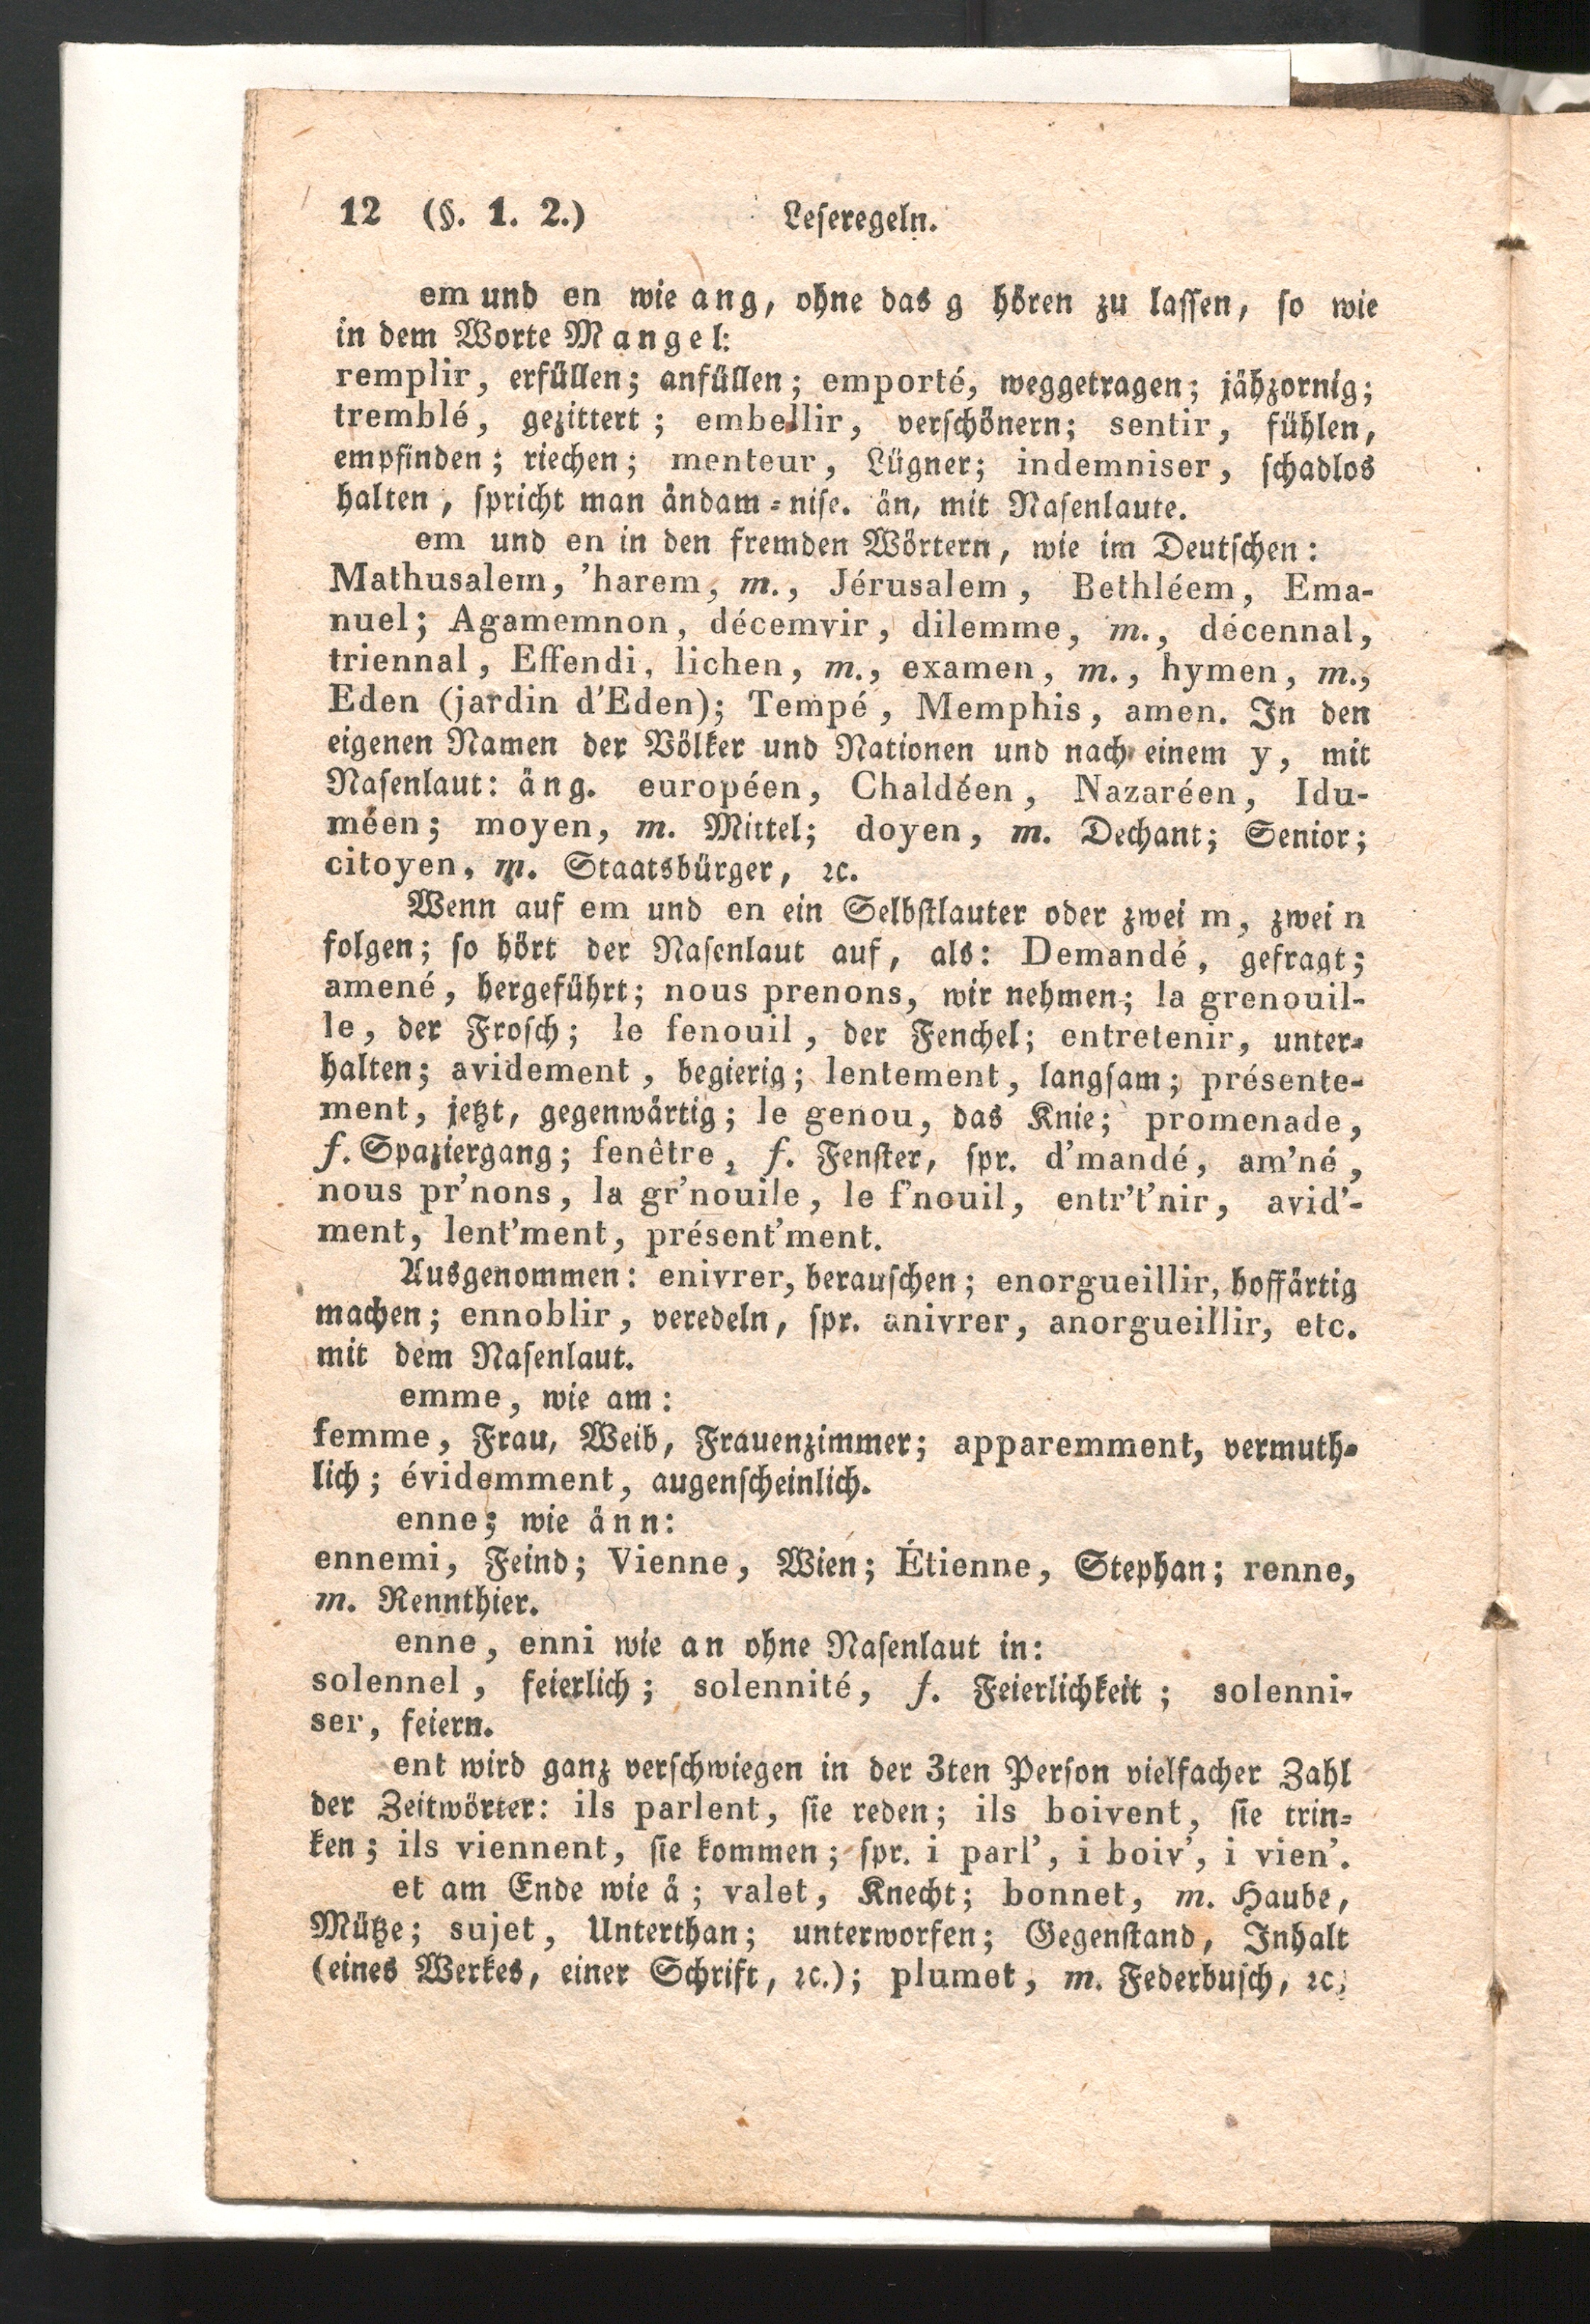 12 (§. 1. 2.) Leseregeln.
em und en wie ang, ohne das g hören zu lassen, so wie
in dem Worte Mangel:
remplir, erfüllen; anfüllen; emporté, weggetragen; jähzornig;
tremblé, gezittert; embellir, verschönern; sentir, fühlen,
empfinden; riechen; menteur, Lügner; indemniser, schadlos
halten, spricht man ändam-nise. än, mit Nasenlaute.
em und en in den fremden Wörtern, wie im Deutschen:
Mathusalem, 'harem, m., Jérusalem, Bethléem, Ema-
nuel; Agamemnon, décemvir, dilemme, m., décennal,
triennal, Effendi, lichen, m., examen, m., hymen, m.,
Eden (jardin d'Eden); Tempé, Memphis, amen. In den
eigenen Namen der Völker und Nationen und nach einem y, mit
Nasenlaut: äng. européen, Chaldéen, Nazaréen, Idu-
méen; moyen, m. Mittel; doyen, m. Dechant; Senior;
citoyen, m. Staatsbürger, ꝛc.
Wenn auf em und en ein Selbstlauter oder zwei m, zwei n
folgen; so hört der Nasenlaut auf, als: Demandé, gefragt;
amené, hergeführt; nous prenons, wir nehmen; la grenouil-
le, der Frosch; le fenouil, der Fenchel; entretenir, unter-
halten; avidement, begierig; lentement, langsam; présente-
ment, jetzt, gegenwärtig; le genou, das Knie; promenade,
f. Spaziergang; fenêtre, f. Fenster, spr. d'mandé, am'né,
nous pr'nons, la gr'nouile, le f'nouil, entr't'nir, avid'-
ment, lent'ment, présent'ment.
Ausgenommen: enivrer, berauschen; enorgueillir, hoffärtig
machen; ennoblir, veredeln, spr. anivrer, anorgueillir, etc.
mit dem Nasenlaut.
emme, wie am:
femme, Frau, Weib, Frauenzimmer; apparemment, vermuth-
lich; évidemment, augenscheinlich.
enne; wie änn:
ennemi, Feind; Vienne, Wien; Étienne, Stephan; renne,
m. Rennthier.
enne, enni wie an ohne Nasenlaut in:
solennel, feierlich; solennité, f. Feierlichkeit; solenni-
ser, feiern.
ent wird ganz verschwiegen in der 3ten Person vielfacher Zahl
der Zeitwörter: ils parlent, sie reden; ils boivent, sie trin-
ken; ils viennent, sie kommen; spr. i parl', i boiv', i vien'.
et am Ende wie ä; valet, Knecht; bonnet, m. Haube,
Mütze; sujet, Unterthan; unterworfen; Gegenstand, Inhalt
(eines Werkes, einer Schrift, ꝛc.); plumet, m. Federbusch, ꝛc,